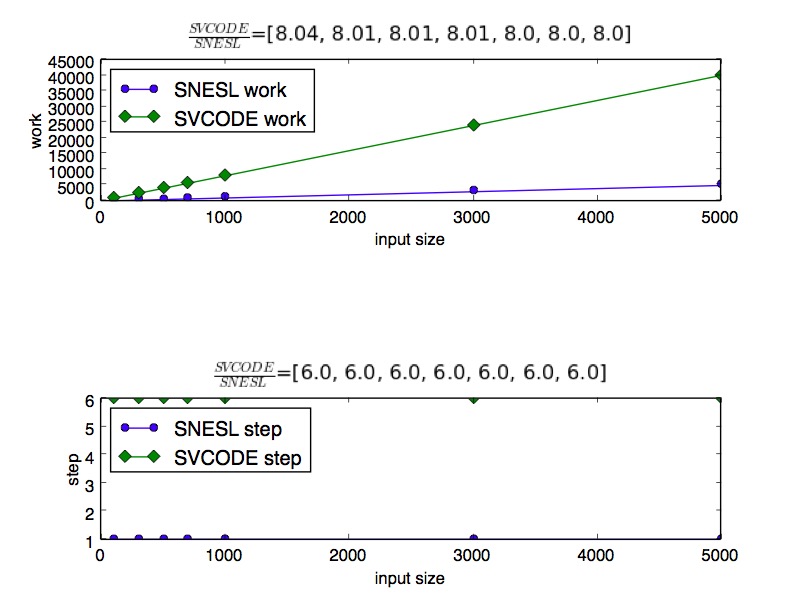 SVCODE
SNESL =[8.04, 8.01, 8.01, 8.01, 8.0, 8.0, 8.0]
45000
40000
35000
30000
25000
20000
15000
10000
5000
0
work
SNESL work
SVCODE work
0 1000 2000 3000 4000 5000
input size
SVCODE
SNESL =[6.0, 6.0, 6.0, 6.0, 6.0, 6.0, 6.0]
6
5
4
3
2
1
step
SNESL step
SVCODE step
0 1000 2000 3000 4000 5000
input size